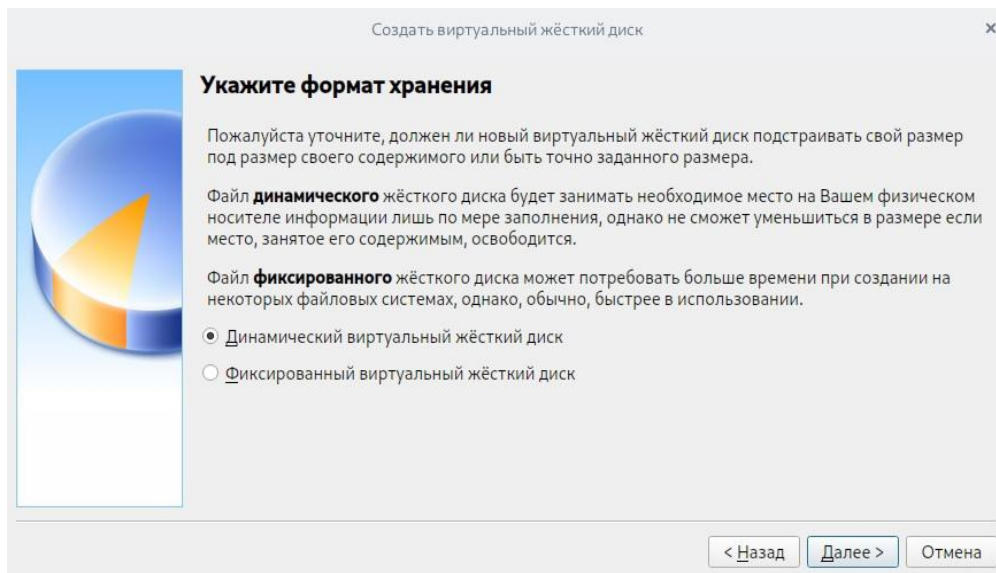 Создать виртуальный жёсткий диск
×
Укажите формат хранения
Пожалуйста уточните, должен ли новый виртуальный жёсткий диск подстраивать свой размер
под размер своего содержимого или быть точно заданного размера.
Файл динамического жёсткого диска будет занимать необходимое место на Вашем физическом
носителе информации лишь по мере заполнения, однако не сможет уменьшиться в размере если
место, занятое его содержимым, освободится.
Файл фиксированного жёсткого диска может потребовать больше времени при создании на
некоторых файловых системах, однако, обычно, быстрее в использовании.
Динамический виртуальный жёсткий диск
Фиксированный виртуальный жёсткий диск
< Назад Далее > Отмена